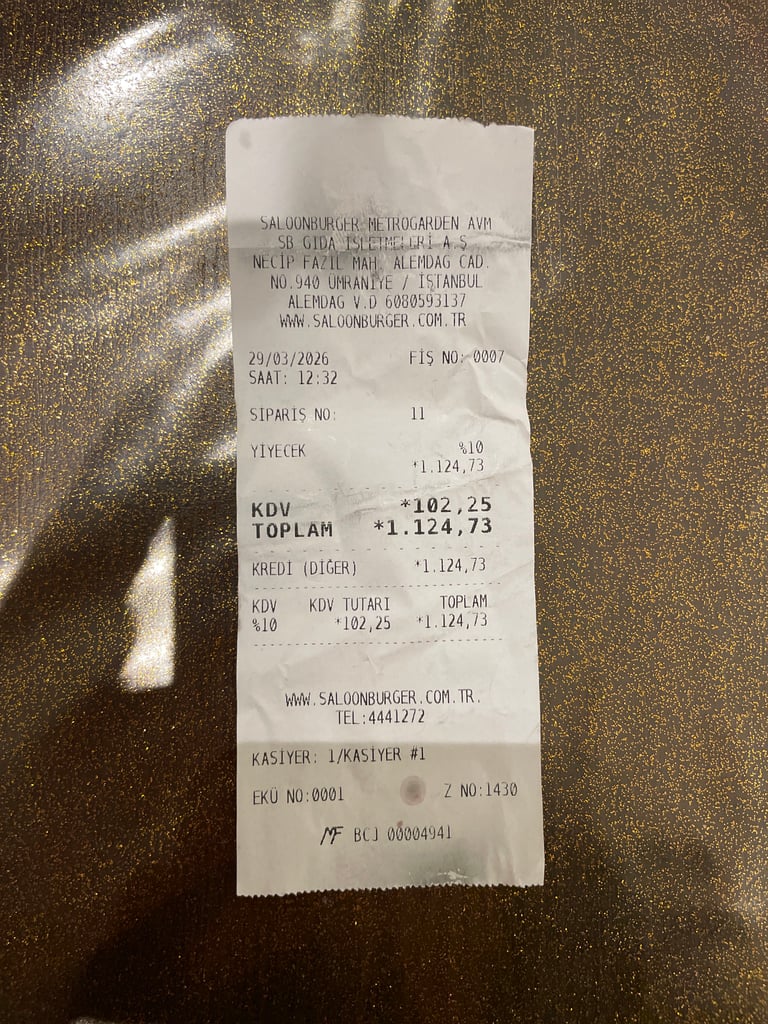 SALOONBURGER METROGARDEN AVM
SB GIDA İŞLETMELERİ A.Ş
NECİP FAZIL MAH. ALEMDAG CAD.
NO.940 ÜMRANİYE / İSTANBUL
ALEMDAG V.D 6080593137
WWW.SALOONBURGER.COM.TR
29/03/2026 FİŞ NO: 0007
SAAT: 12:32
SİPARİŞ NO: 11
YİYECEK %10
*1.124,73
KDV *102,25
TOPLAM *1.124,73
KREDİ (DİĞER) *1.124,73
KDV KDV TUTARI TOPLAM
%10 *102,25 *1.124,73
WWW.SALOONBURGER.COM.TR.
TEL:4441272
KASİYER: 1/KASİYER #1
EKÜ NO:0001 Z NO:1430
MF BCJ 00004941